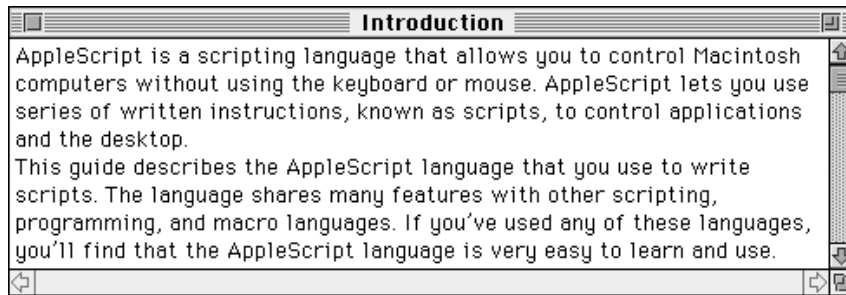 Introduction
AppleScript is a scripting language that allows you to control Macintosh
computers without using the keyboard or mouse. AppleScript lets you use
series of written instructions, known as scripts, to control applications
and the desktop.
This guide describes the AppleScript language that you use to write
scripts. The language shares many features with other scripting,
programming, and macro languages. If you've used any of these languages,
you'll find that the AppleScript language is very easy to learn and use.